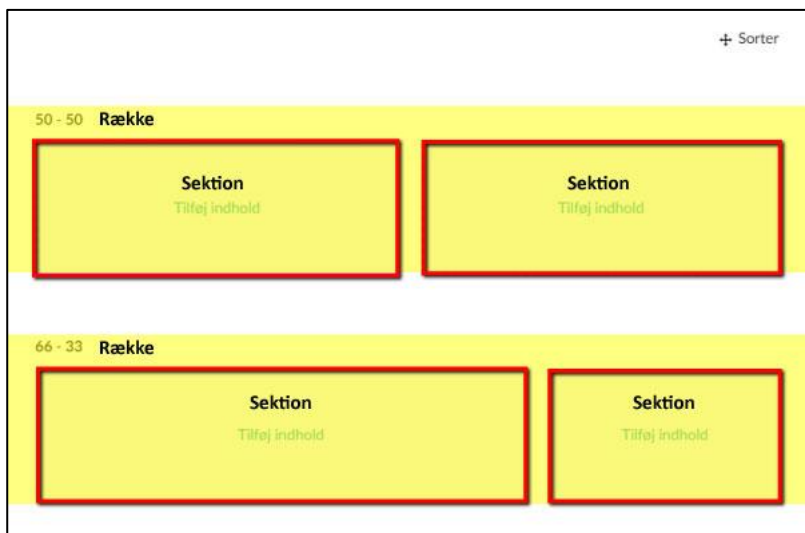 Sorter
50 - 50 Række
Sektion Sektion
Tilføj indhold Tilføj indhold
66 - 33 Række
Sektion Sektion
Tilføj indhold Tilføj indhold